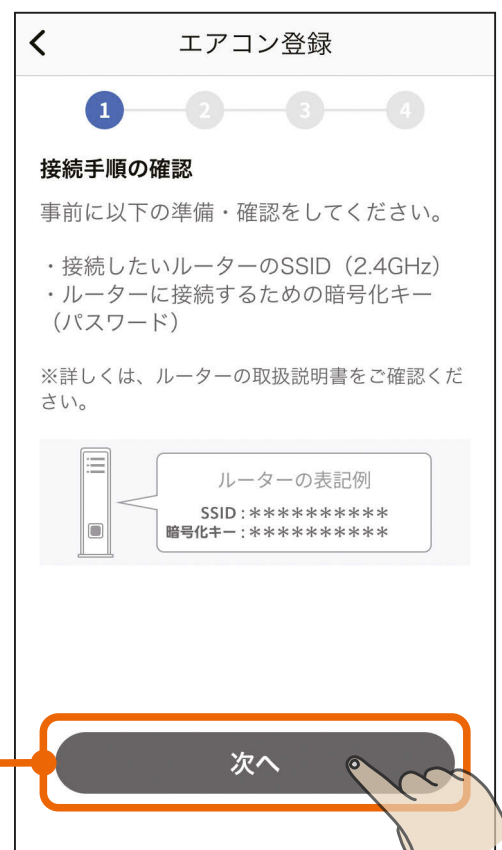 エアコン登録
1 2 3 4
接続手順の確認
事前に以下の準備・確認をしてください。
・接続したいルーターのSSID（2.4GHz）
・ルーターに接続するための暗号化キー
（パスワード）
※詳しくは、ルーターの取扱説明書をご確認くだ
さい。
ルーターの表記例
SSID:**********
暗号化キー:**********
次へ